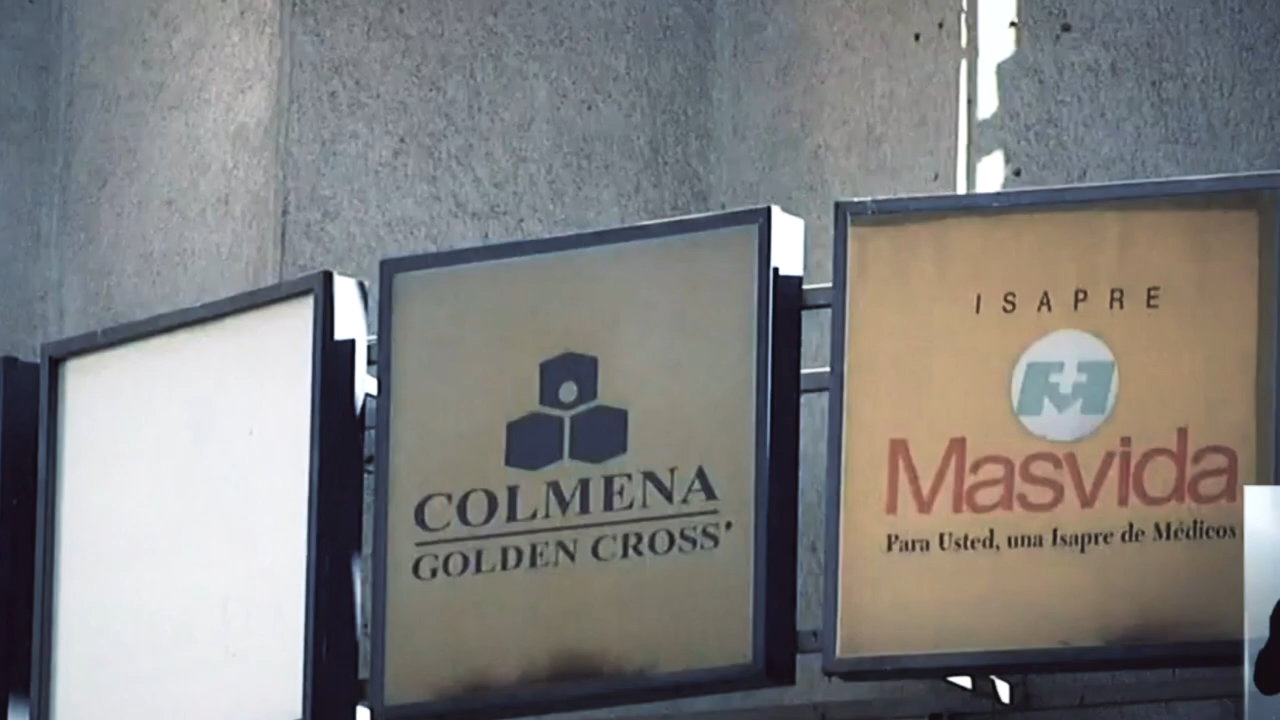 COLMENA
GOLDEN CROSS
ISAPRE
Masvida
Para Usted, una Isapre de Médicos